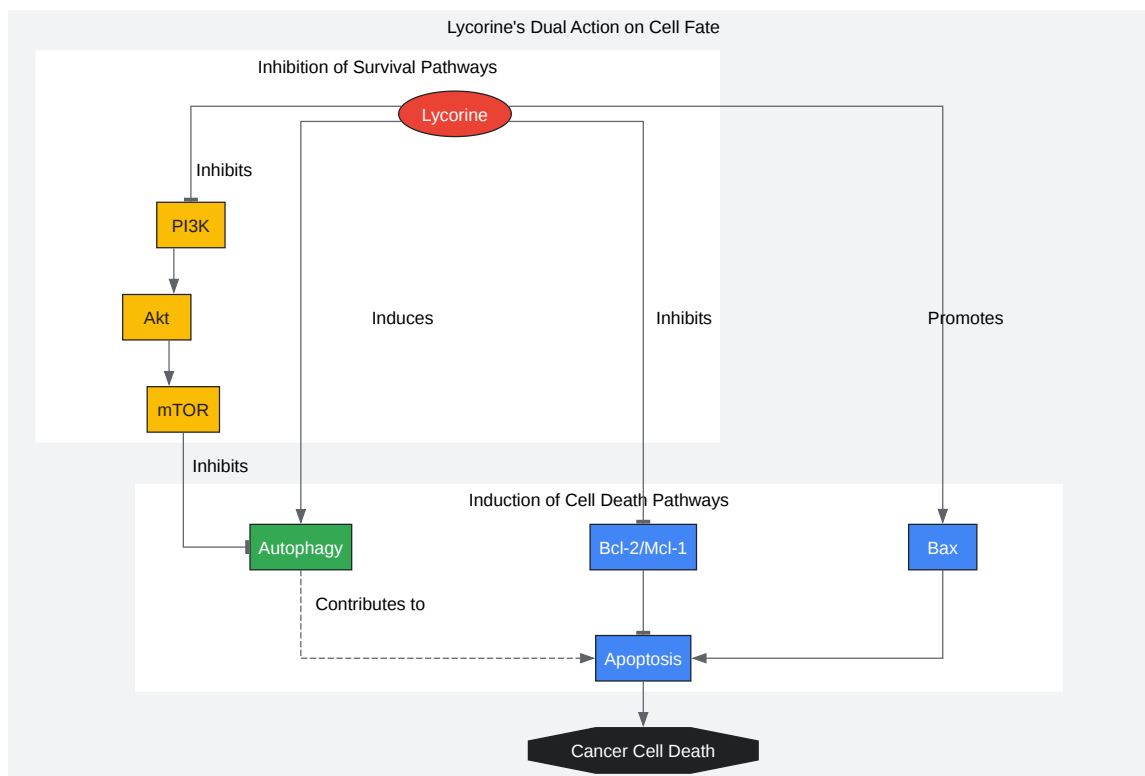 Lycorine's Dual Action on Cell Fate
Inhibition of Survival Pathways
Lycorine
Inhibits
PI3K
Akt
Induces
Inhibits
Promotes
mTOR
Inhibits
Induction of Cell Death Pathways
Autophagy
Bcl-2/Mcl-1
Bax
Contributes to
Apoptosis
Cancer Cell Death